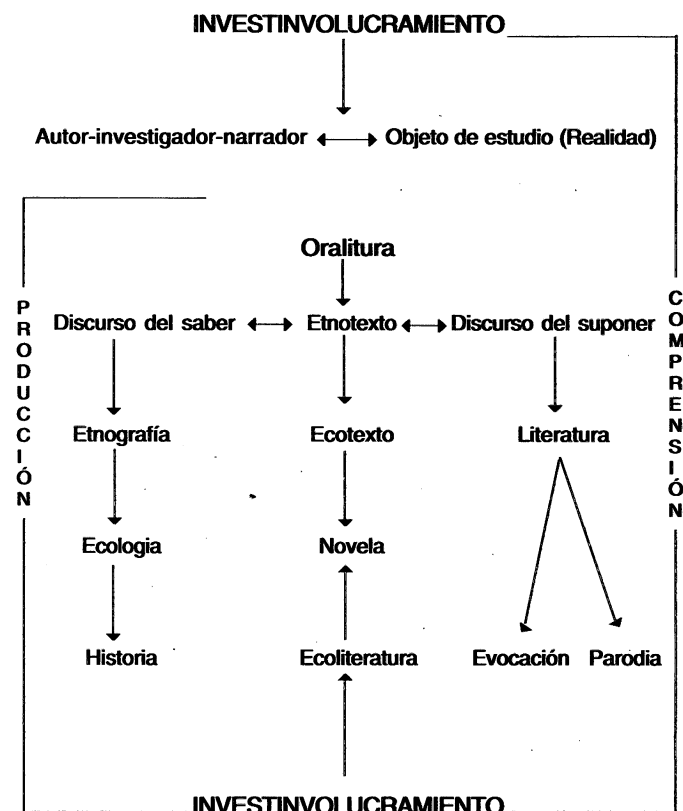 INVESTINVOLUCRAMIENTO
Autor-investigador-narrador Objeto de estudio (Realidad)
Oralitura
PRODUCCIÓN
COMPRENSIÓN
Discurso del saber Etnotexto Discurso del suponer
Etnografía Ecotexto Literatura
Ecologia Novela
Historia Ecoliteratura Evocación Parodia
INVESTINVOLUCRAMIENTO